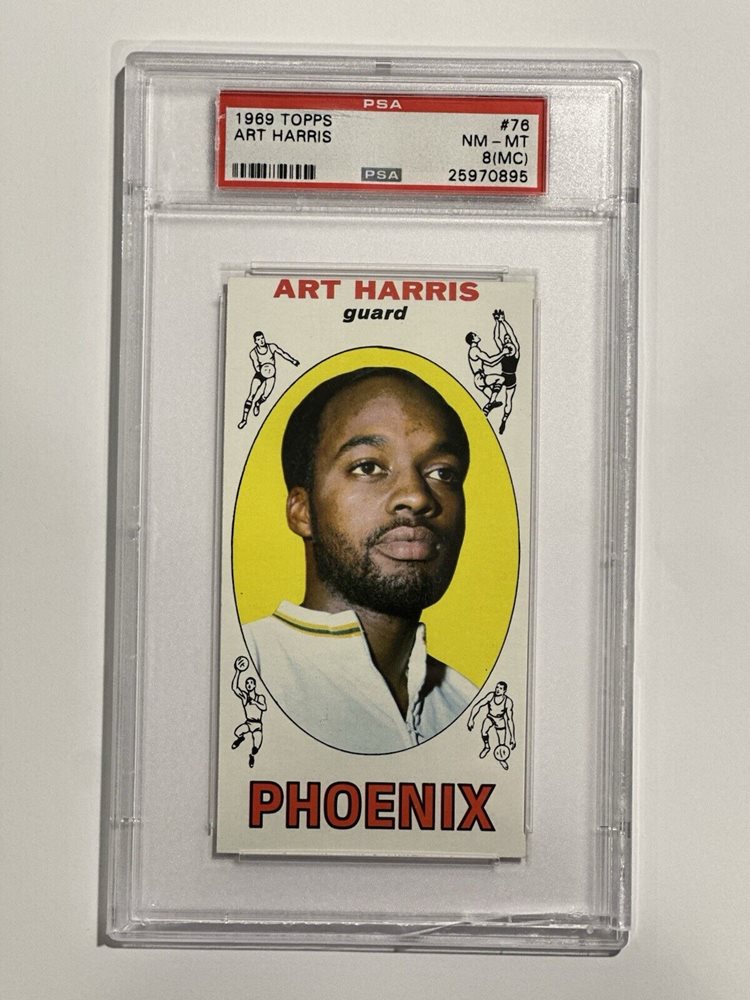 PSA
1969 TOPPS #76
ART HARRIS NM - MT
8(MC)
PSA 25970895
ART HARRIS
guard
PHOENIX